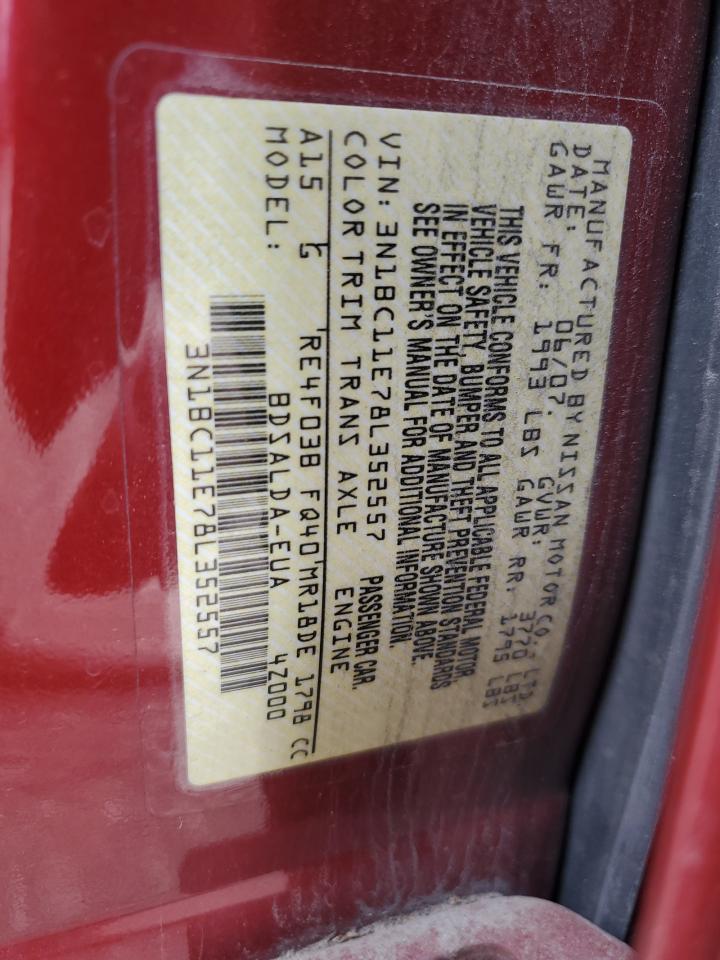 MANUFACTURED BY NISSAN MOTOR CO., LTD.
DATE: 06/07. GVWR: 3770 LBS
GAWR FR: 1993 LBS GAWR RR: 1795 LBS
THIS VEHICLE CONFORMS TO ALL APPLICABLE FEDERAL MOTOR
VEHICLE SAFETY, BUMPER AND THEFT PREVENTION STANDARDS
IN EFFECT ON THE DATE OF MANUFACTURE SHOWN ABOVE.
SEE OWNER'S MANUAL FOR ADDITIONAL INFORMATION.
VIN: 3N1BC11E78L352557 PASSENGER CAR.
COLOR TRIM TRANS AXLE ENGINE
A15 G 'RE4F03B FQ40'MR18DE 1798 CC
MODEL: BDSALDA-EUA 4Z000
3N1BC11E78L352557